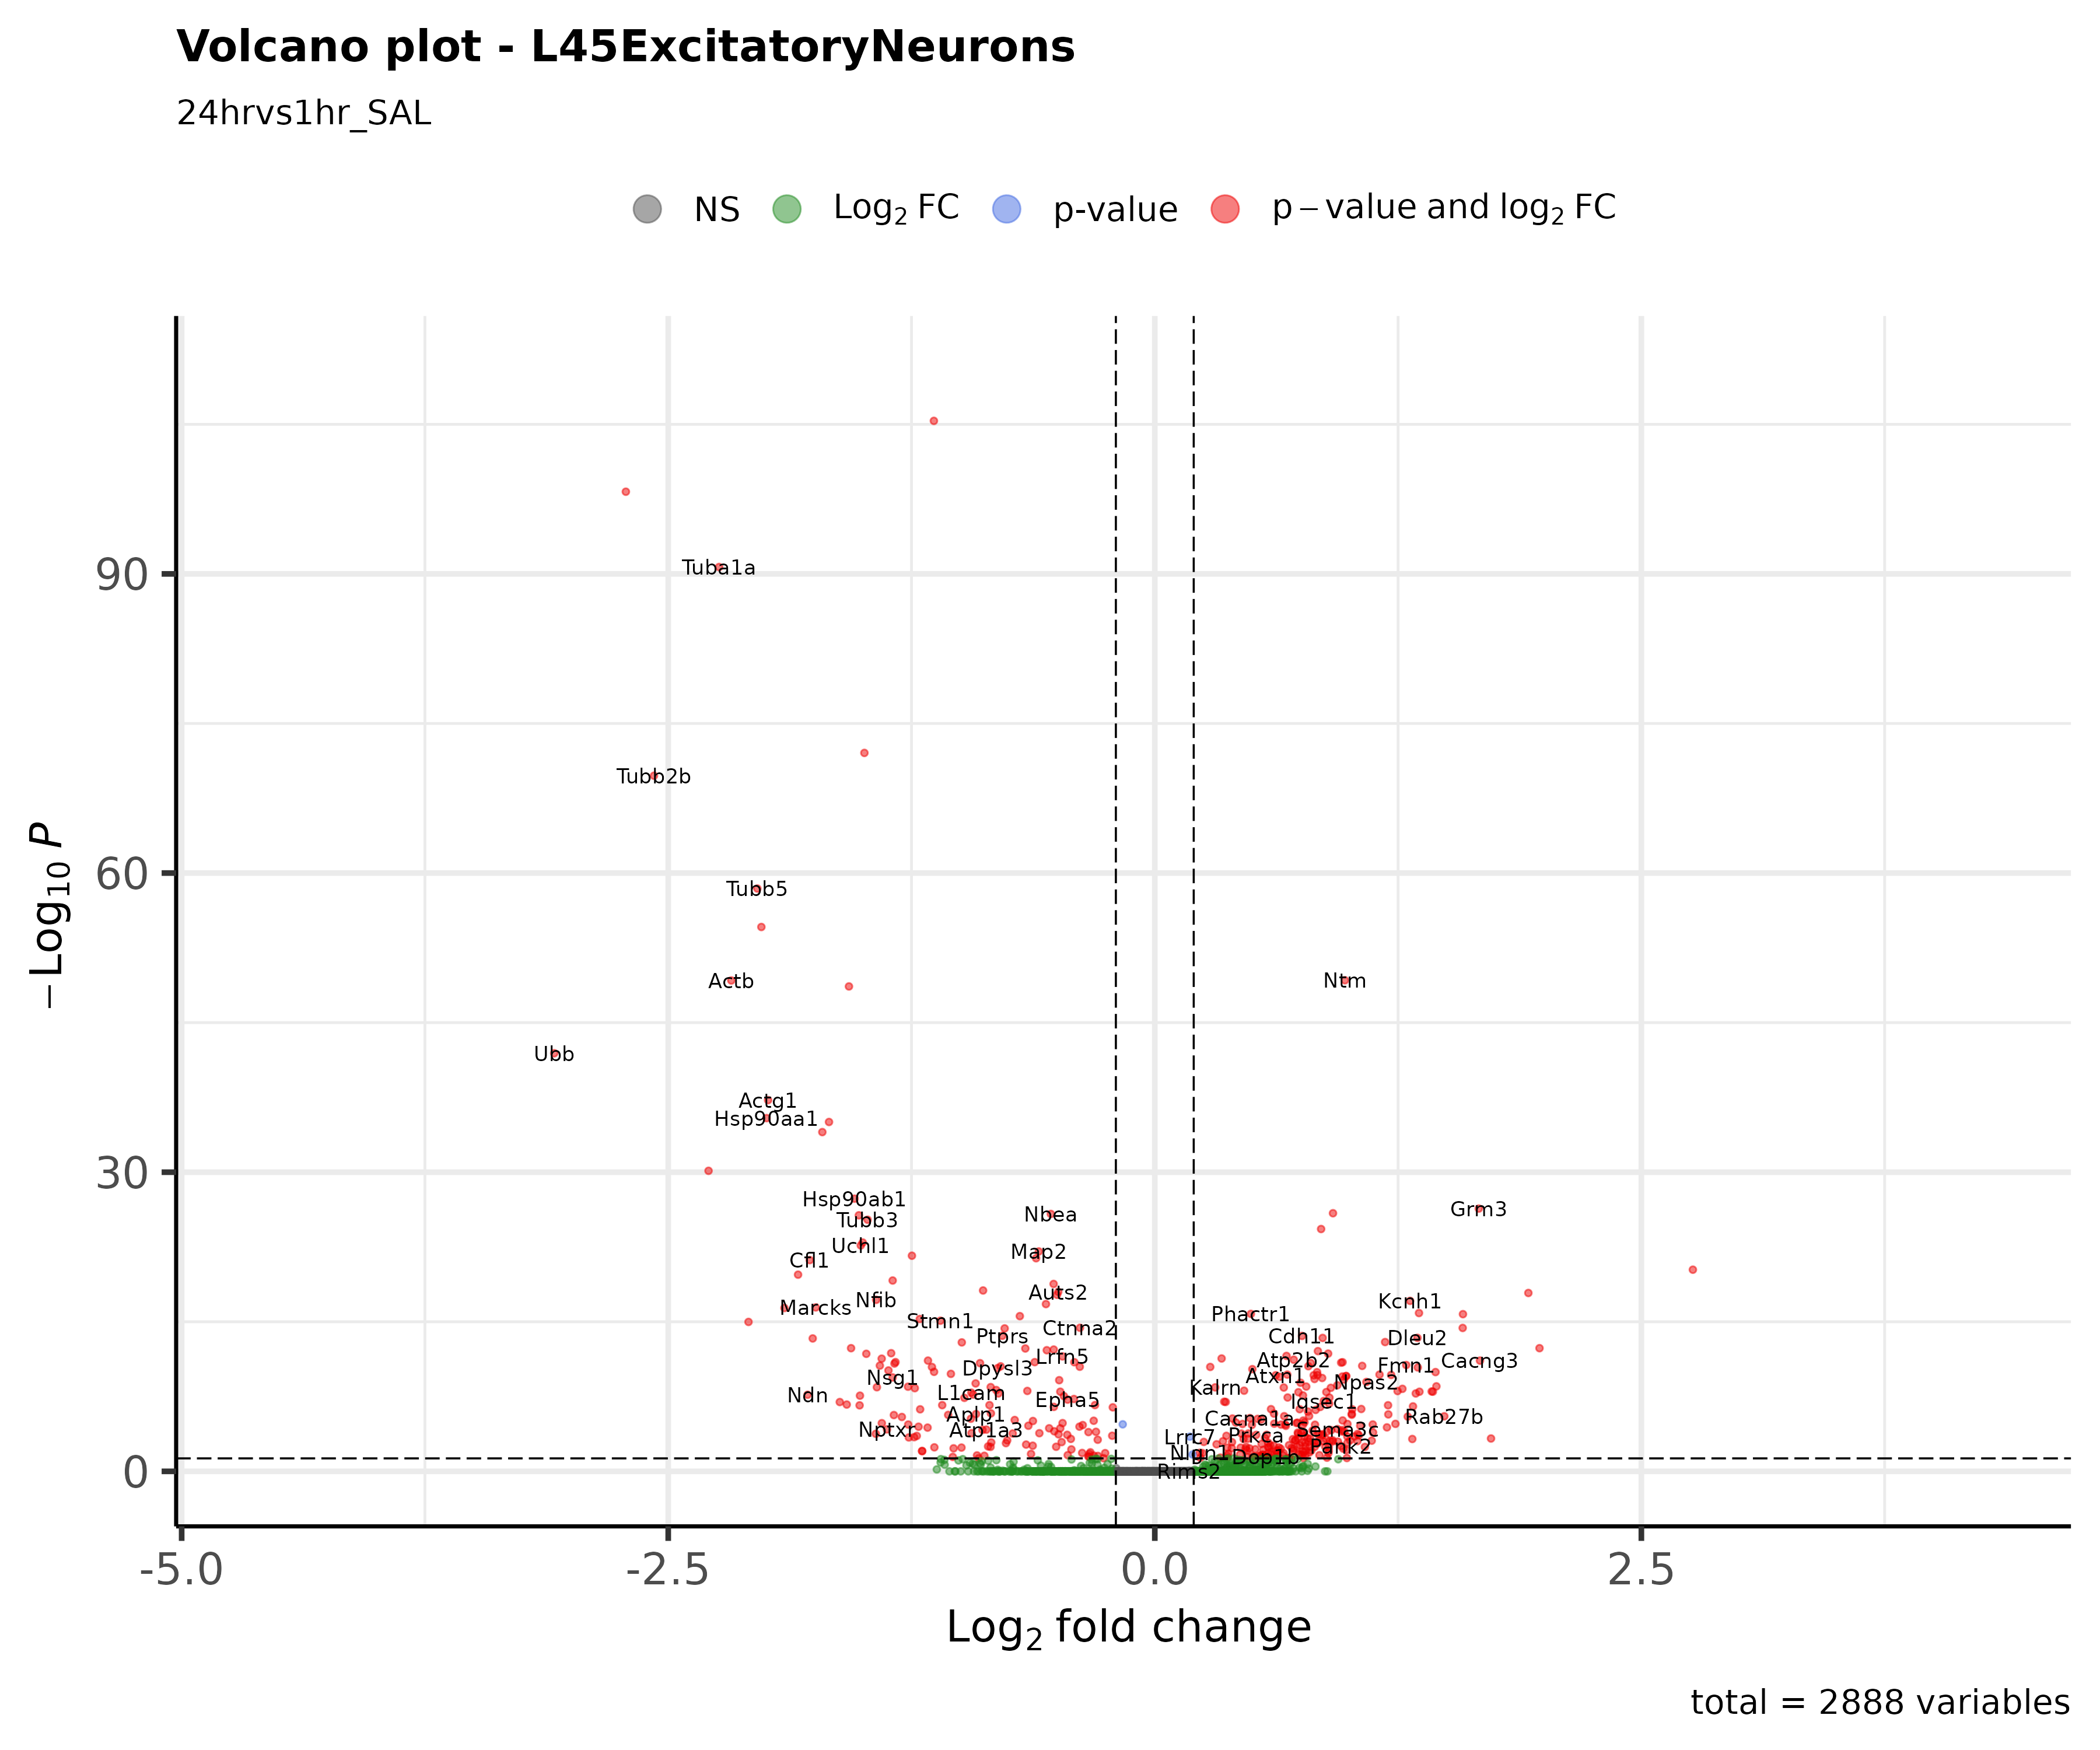 Volcano plot - L45ExcitatoryNeurons
24hrvs1hr_SAL
NS Log2 FC p-value p − value and log2 FC
−Log10 P
90
60
30
0
Tuba1a
Tubb2b
Tubb5
Actb
Ntm
Ubb
Actg1
Hsp90aa1
Hsp90ab1
Nbea
Grm3
Tubb3
Uchl1
Map2
Cfl1
Auts2
Nfib
Kcnh1
Marcks
Phactr1
Stmn1
Ctnna2
Ptprs
Cdh11
Dleu2
Lrfn5
Atp2b2
Cacng3
Dpysl3
Fmn1
Nsg1
Atxn1
Npas2
Kalrn
Ndn
L1cam
Epha5
Iqsec1
Aplp1
Cacna1a
Rab27b
Nptxr
Atp1a3
Sema3c
Lrrc7
Prkca
Pank2
Nlgn1
Dop1b
Rims2
-5.0 -2.5 0.0 2.5
Log2 fold change
total = 2888 variables